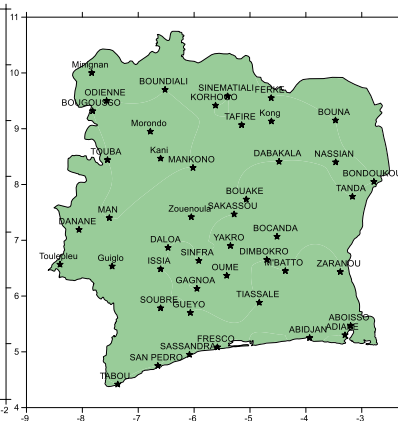 11
Minignan
10
BOUNDIALI
SINEMATIALI
FERKE
ODIENNE
KORHOGO
BOUGOUSSO
Kong
BOUNA
TAFIRE
Morondo
9
TOUBA
Kani
DABAKALA
NASSIAN
MANKONO
BONDOUKOU
8
TANDA
BOUAKE
MAN
Zouenoula
SAKASSOU
DANANE
BOCANDA
7
DALOA
YAKRO
Toulepleu
Guiglo
ISSIA
SINFRA
DIMBOKRO
M'BATTO
ZARANOU
OUME
GAGNOA
6
SOUBRE
GUEYO
TIASSALE
ABOISSO
ADIAKE
ABIDJAN
FRESCO
SASSANDRA
5
SAN PEDRO
TABOU
4
-2
-9 -8 -7 -6 -5 -4 -3